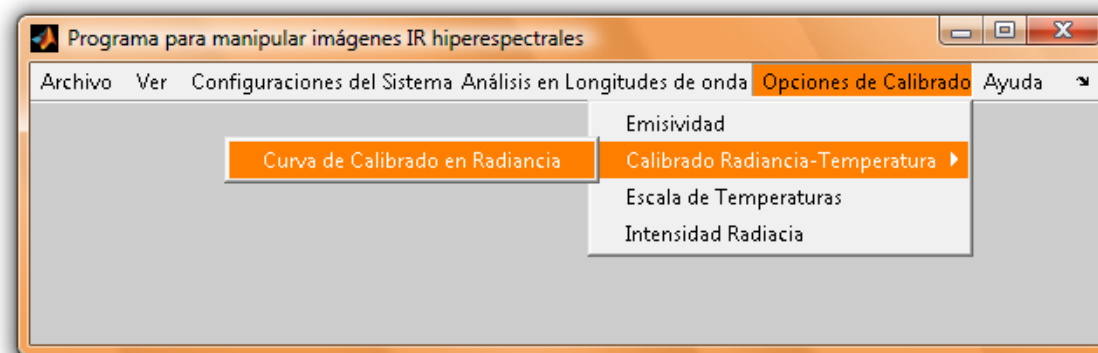 Programa para manipular imágenes IR hiperespectrales
Archivo Ver Configuraciones del Sistema Análisis en Longitudes de onda Opciones de Calibrado Ayuda
Emisividad
Curva de Calibrado en Radiancia Calibrado Radiancia-Temperatura
Escala de Temperaturas
Intensidad Radiacia